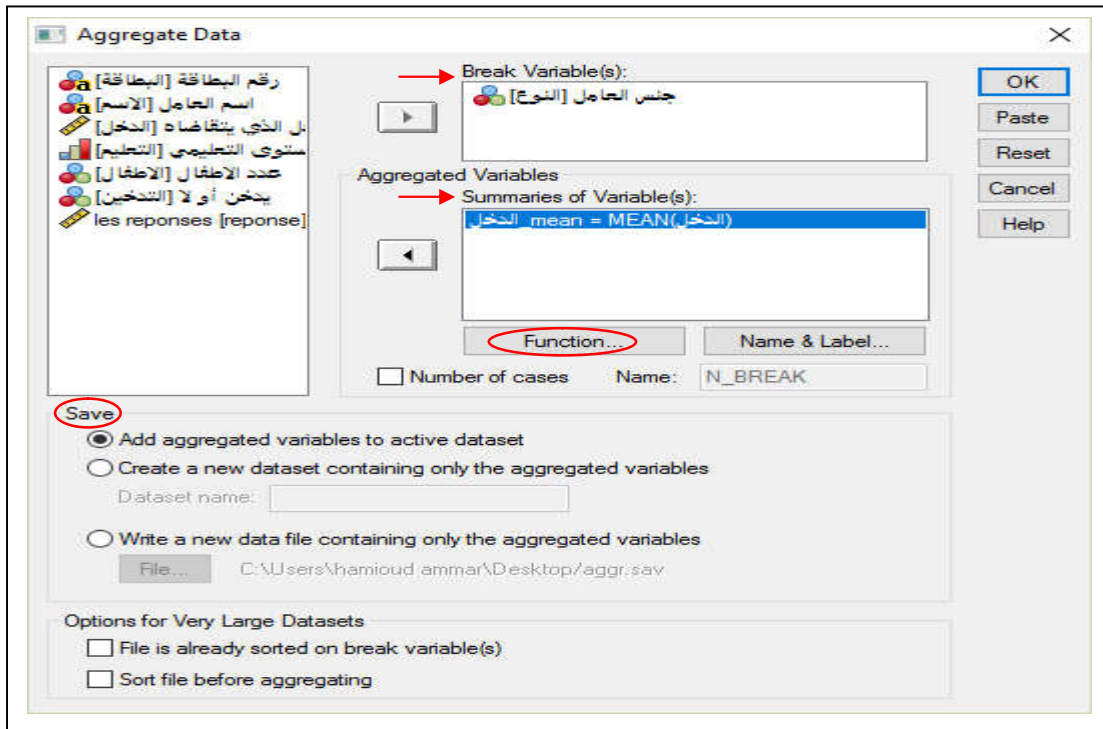 Aggregate Data
رقم البطاقة [البطاقة]
اسم العامل [الاسم]
ل الذي يتقاضاه [الدخل]
ستوى التعليمي [التعليم]
عدد الاطفال [الاطفال]
يدخن أو لا [التدخين]
les reponses [reponse]
Break Variable(s):
جنس العامل [النوع]
Aggregated Variables
Summaries of Variable(s):
الدخل_mean = MEAN(الدخل)
Function...
Name & Label...
Number of cases
Name:
N_BREAK
OK
Paste
Reset
Cancel
Help
Save
Add aggregated variables to active dataset
Create a new dataset containing only the aggregated variables
Dataset name:
Write a new data file containing only the aggregated variables
File...
C:\Users\hamioud ammar\Desktop/aggr.sav
Options for Very Large Datasets
File is already sorted on break variable(s)
Sort file before aggregating